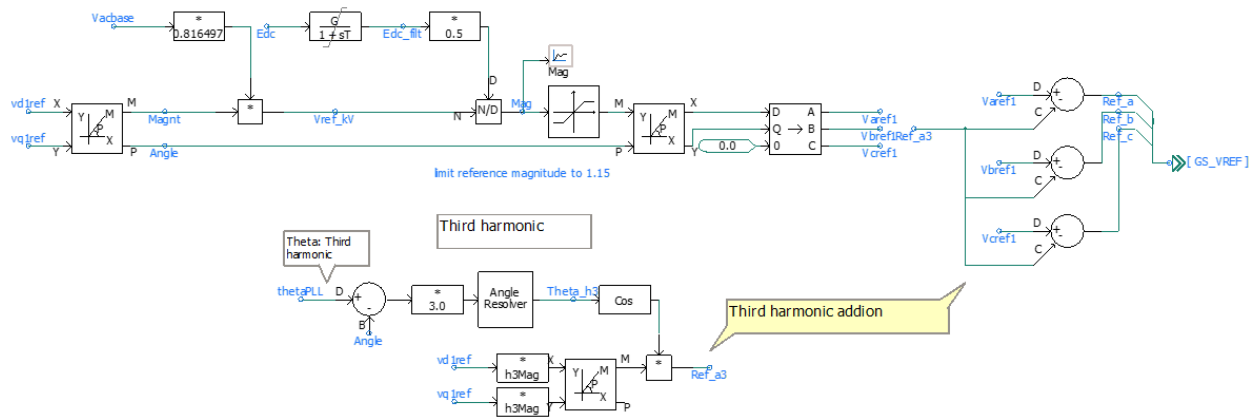 Vacbase
*
0.816497
Edc
G
1 + sT
Edc_filt
*
0.5
D
Mag
vd1ref
X
M
Y
M
P
X
Magnt
*
Vref_kV
N
N/D
Mag
M
X
Y
M
P
X
D
A
Q
B
0
C
Varef1
Vbref1
Vcref1
Ref_a3
vq1ref
Y
P
Angle
P
Y
0.0
limit reference magnitude to 1.15
Varef1
D
+
-
C
Ref_a
Ref_b
Ref_c
Vbref1
D
+
-
C
[ GS_VREF ]
Vcref1
D
+
-
C
Third harmonic
Theta: Third
harmonic
thetaPLL
D
+
-
B
Angle
*
3.0
Angle
Resolver
Theta_h3
Cos
Third harmonic addion
vd1ref
*
h3Mag
X
M
Y
M
P
X
*
Ref_a3
vq1ref
*
h3Mag
Y
P